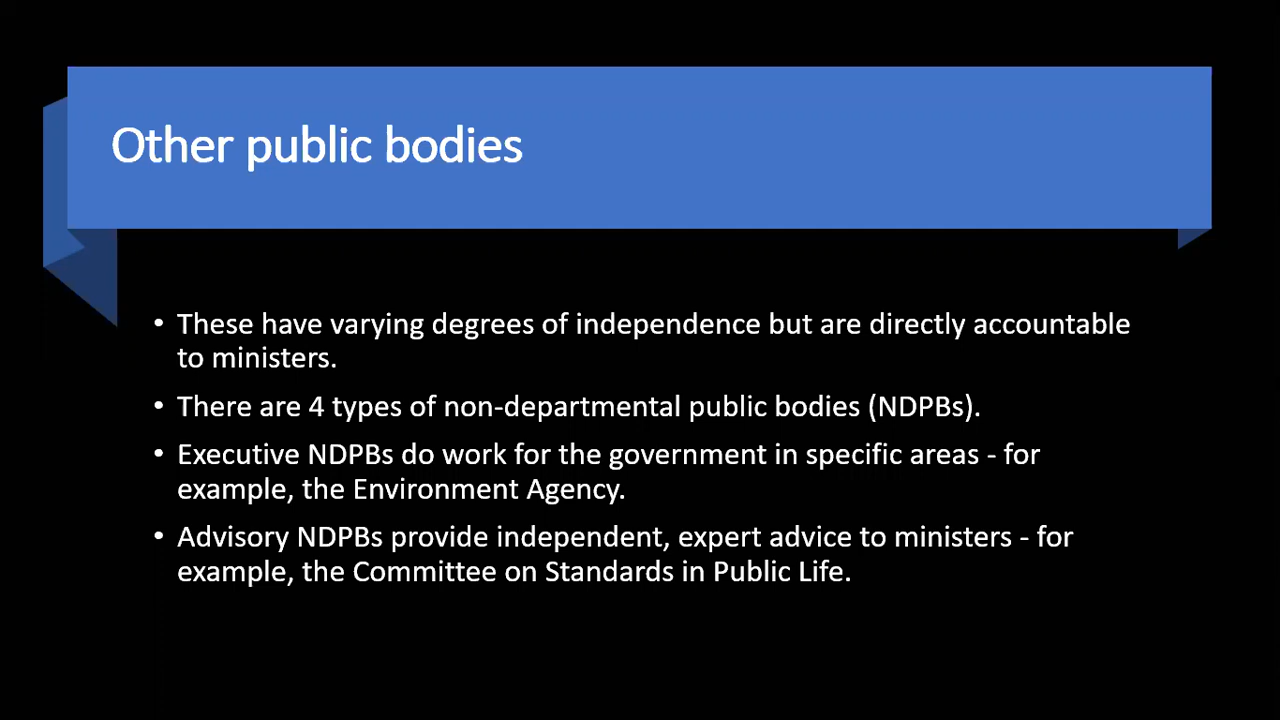 Other public bodies
• These have varying degrees of independence but are directly accountable
to ministers.
• There are 4 types of non-departmental public bodies (NDPBs).
• Executive NDPBs do work for the government in specific areas - for
example, the Environment Agency.
• Advisory NDPBs provide independent, expert advice to ministers - for
example, the Committee on Standards in Public Life.